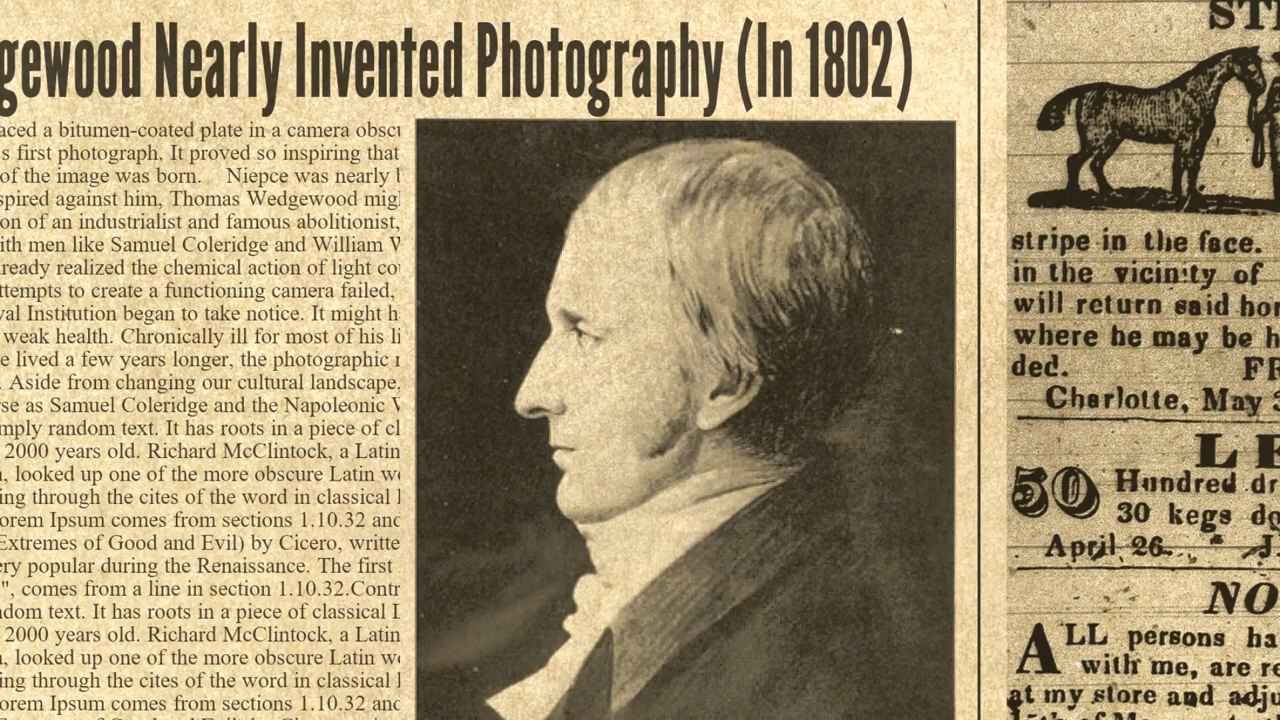 gewood Nearly Invented Photography (In 1802)
aced a bitumen-coated plate in a camera obscu
s first photograph. It proved so inspiring that
of the image was born. Niepce was nearly
spired against him, Thomas Wedgewood mig
on of an industrialist and famous abolitionist,
ith men like Samuel Coleridge and William W
lready realized the chemical action of light co
ttempts to create a functioning camera failed,
yal Institution began to take notice. It might h
weak health. Chronically ill for most of his li
e lived a few years longer, the photographic
. Aside from changing our cultural landscape,
rse as Samuel Coleridge and the Napoleonic W
mply random text. It has roots in a piece of cl
2000 years old. Richard McClintock, a Latin
, looked up one of the more obscure Latin wo
ing through the cites of the word in classical l
orem Ipsum comes from sections 1.10.32 and
Extremes of Good and Evil) by Cicero, writte
ery popular during the Renaissance. The first
", comes from a line in section 1.10.32.Contr
ndom text. It has roots in a piece of classical L
2000 years old. Richard McClintock, a Latin
, looked up one of the more obscure Latin wo
ing through the cites of the word in classical l
orem Ipsum comes from sections 1.10.32 and
ST
stripe in the face.
in the vicinity of
will return said hor
where he may be h
ded. FR
Charlotte, May 3
LE
50 Hundred dr
30 kegs do
April 26. J
NO
ALL persons ha
with me, are re
at my store and adju